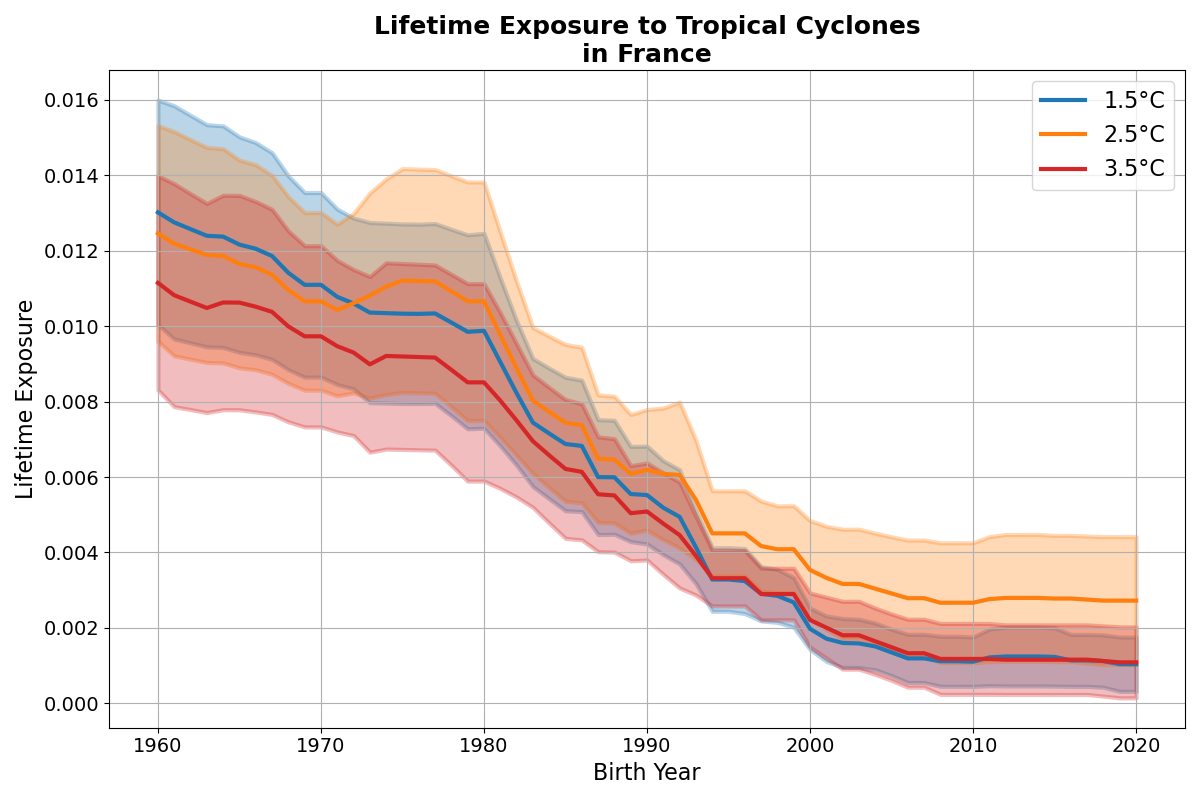 Lifetime Exposure to Tropical Cyclones
in France
1.5°C
2.5°C
3.5°C
Lifetime Exposure
0.016
0.014
0.012
0.010
0.008
0.006
0.004
0.002
0.000
1960 1970 1980 1990 2000 2010 2020
Birth Year